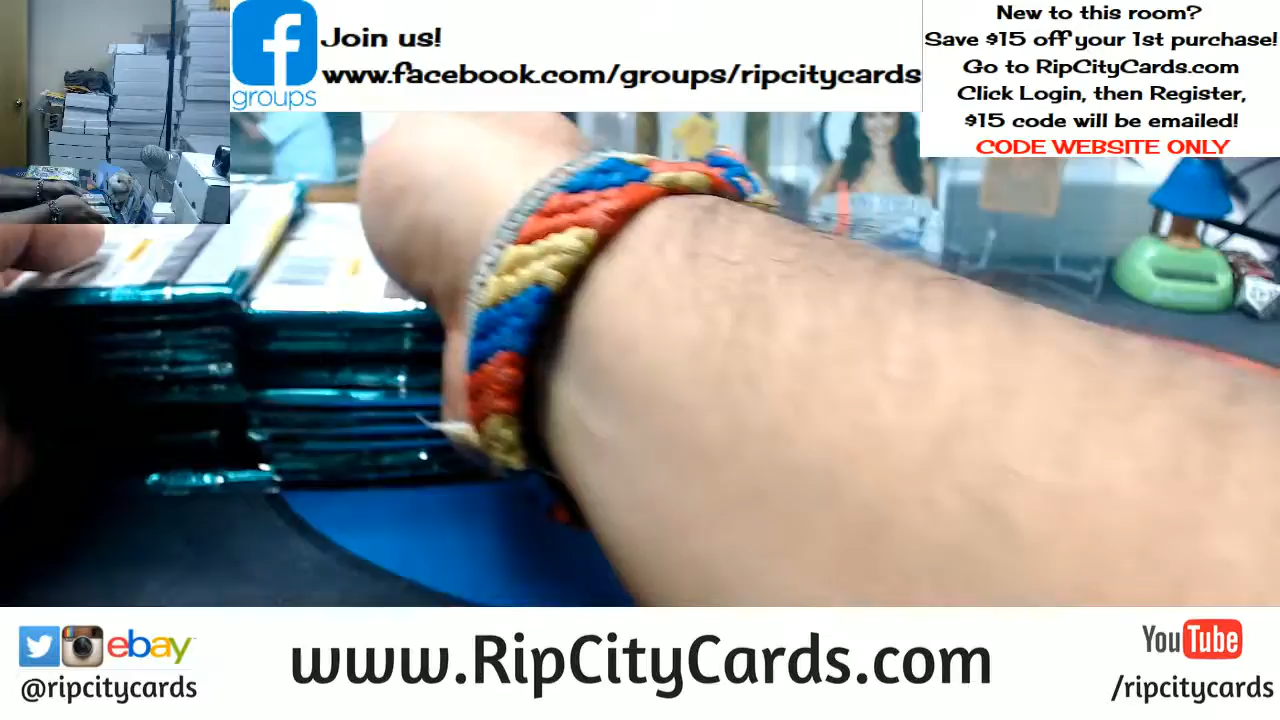 groups
Join us!
www.facebook.com/groups/ripcitycards
New to this room?
Save $15 off your 1st purchase!
Go to RipCityCards.com
Click Login, then Register,
$15 code will be emailed!
CODE WEBSITE ONLY
ebay
@ripcitycards
www.RipCityCards.com
YouTube
/ripcitycards